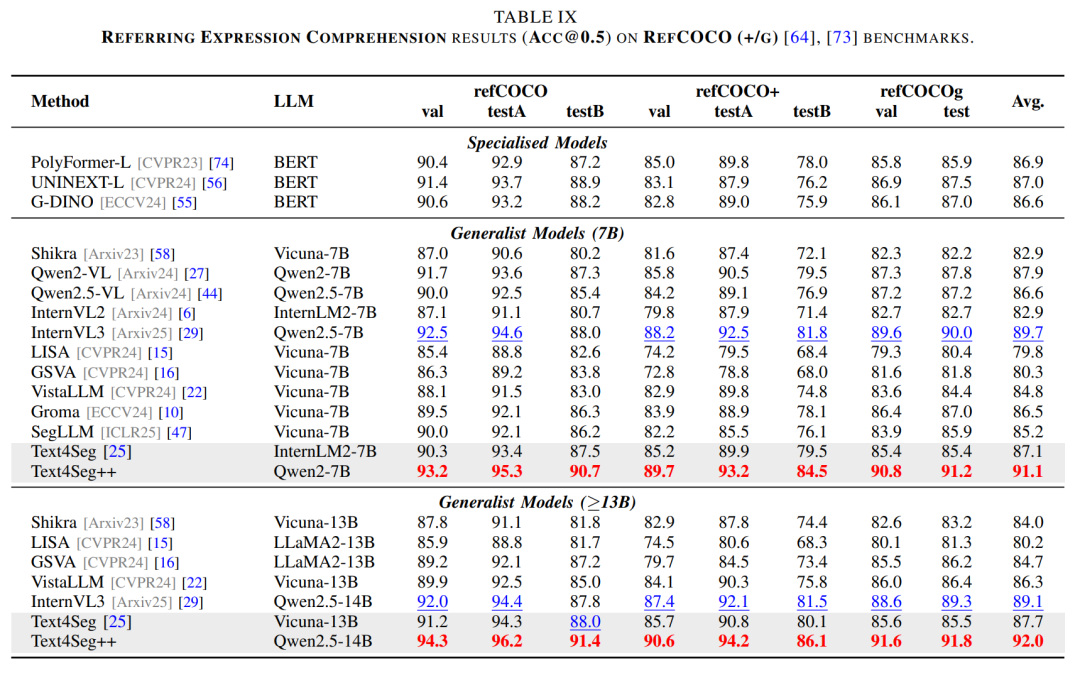 TABLE IX
REFERRING EXPRESSION COMPREHENSION RESULTS (ACC@0.5) ON REFCOCO (+/G) [64], [73] BENCHMARKS.
Method LLM refCOCO refCOCO+ refCOCOg Avg.
val testA testB val testA testB val test
Specialised Models
PolyFormer-L [CVPR23] [74] BERT 90.4 92.9 87.2 85.0 89.8 78.0 85.8 85.9 86.9
UNINEXT-L [CVPR24] [56] BERT 91.4 93.7 88.9 83.1 87.9 76.2 86.9 87.5 87.0
G-DINO [ECCV24] [55] BERT 90.6 93.2 88.2 82.8 89.0 75.9 86.1 87.0 86.6
Generalist Models (7B)
Shikra [Arxiv23] [58] Vicuna-7B 87.0 90.6 80.2 81.6 87.4 72.1 82.3 82.2 82.9
Qwen2-VL [Arxiv24] [27] Qwen2-7B 91.7 93.6 87.3 85.8 90.5 79.5 87.3 87.8 87.9
Qwen2.5-VL [Arxiv24] [44] Qwen2.5-7B 90.0 92.5 85.4 84.2 89.1 76.9 87.2 87.2 86.6
InternVL2 [Arxiv24] [6] InternLM2-7B 87.1 91.1 80.7 79.8 87.9 71.4 82.7 82.7 82.9
InternVL3 [Arxiv25] [29] Qwen2.5-7B 92.5 94.6 88.0 88.2 92.5 81.8 89.6 90.0 89.7
LISA [CVPR24] [15] Vicuna-7B 85.4 88.8 82.6 74.2 79.5 68.4 79.3 80.4 79.8
GSVA [CVPR24] [16] Vicuna-7B 86.3 89.2 83.8 72.8 78.8 68.0 81.6 81.8 80.3
VistaLLM [CVPR24] [22] Vicuna-7B 88.1 91.5 83.0 82.9 89.8 74.8 83.6 84.4 84.8
Groma [ECCV24] [10] Vicuna-7B 89.5 92.1 86.3 83.9 88.9 78.1 86.4 87.0 86.5
SegLLM [ICLR25] [47] Vicuna-7B 90.0 92.1 86.2 82.2 85.5 76.1 83.9 85.9 85.2
Text4Seg [25] InternLM2-7B 90.3 93.4 87.5 85.2 89.9 79.5 85.4 85.4 87.1
Text4Seg++ Qwen2-7B 93.2 95.3 90.7 89.7 93.2 84.5 90.8 91.2 91.1
Generalist Models (≥13B)
Shikra [Arxiv23] [58] Vicuna-13B 87.8 91.1 81.8 82.9 87.8 74.4 82.6 83.2 84.0
LISA [CVPR24] [15] LLaMA2-13B 85.9 88.8 81.7 74.5 80.6 68.3 80.1 81.3 80.2
GSVA [CVPR24] [16] LLaMA2-13B 89.2 92.1 87.2 79.7 84.5 73.4 85.5 86.2 84.7
VistaLLM [CVPR24] [22] Vicuna-13B 89.9 92.5 85.0 84.1 90.3 75.8 86.0 86.4 86.3
InternVL3 [Arxiv25] [29] Qwen2.5-14B 92.0 94.4 87.8 87.4 92.1 81.5 88.6 89.3 89.1
Text4Seg [25] Vicuna-13B 91.2 94.3 88.0 85.7 90.8 80.1 85.6 85.5 87.7
Text4Seg++ Qwen2.5-14B 94.3 96.2 91.4 90.6 94.2 86.1 91.6 91.8 92.0